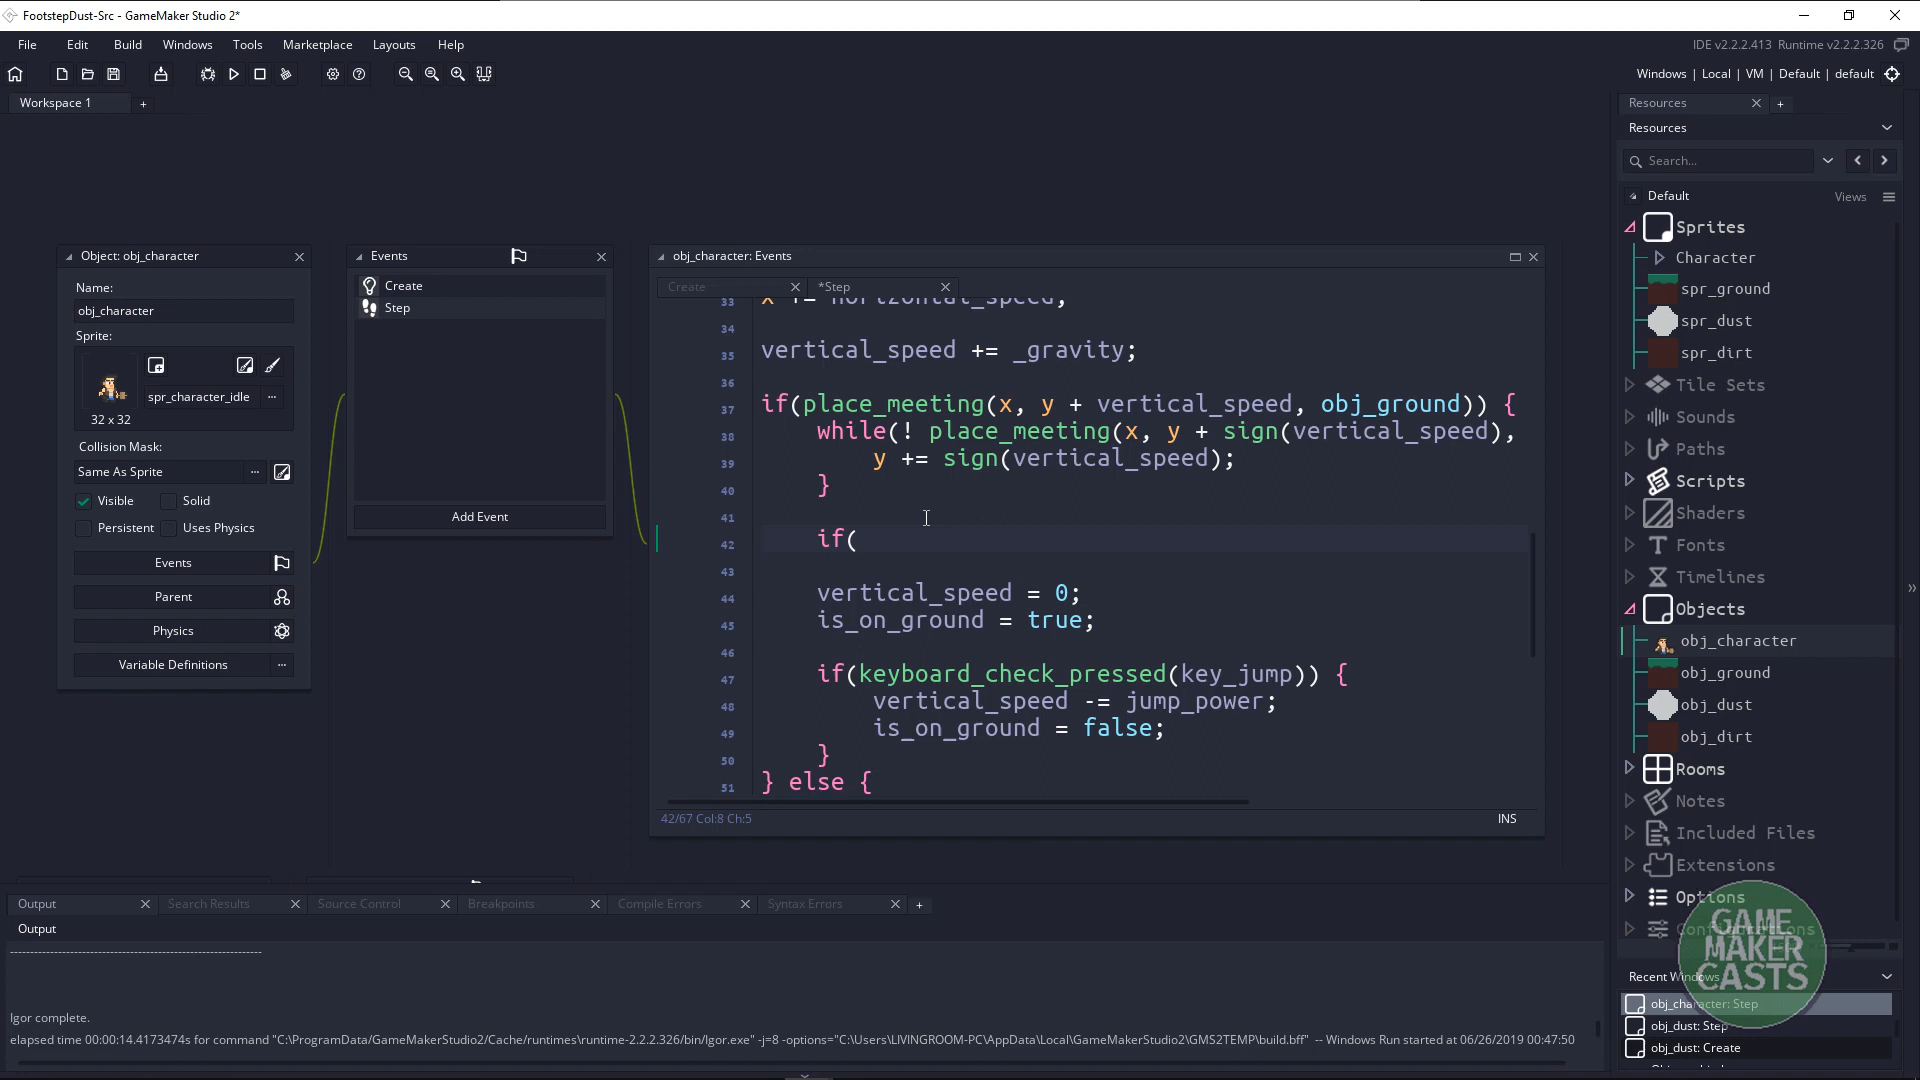 FootstepDust-Src - GameMaker Studio 2*
File Edit Build Windows Tools Marketplace Layouts Help
IDE v2.2.2.413 Runtime v2.2.2.326
Windows | Local | VM | Default | default
Workspace 1 +
Object: obj_character
Name:
obj_character
Sprite:
spr_character_idle ...
32 x 32
Collision Mask:
Same As Sprite ...
Visible Solid
Persistent Uses Physics
Events
Parent
Physics
Variable Definitions ...
Events
Create
Step
Add Event
obj_character: Events
Create *Step
33 x += horizontal_speed;
34
35 vertical_speed += _gravity;
36
37 if(place_meeting(x, y + vertical_speed, obj_ground)) {
38 while(! place_meeting(x, y + sign(vertical_speed),
39 y += sign(vertical_speed);
40 }
41
42 if(
43
44 vertical_speed = 0;
45 is_on_ground = true;
46
47 if(keyboard_check_pressed(key_jump)) {
48 vertical_speed -= jump_power;
49 is_on_ground = false;
50 }
51 } else {
42/67 Col:8 Ch:5 INS
Resources +
Resources
Search...
Default Views
Sprites
Character
spr_ground
spr_dust
spr_dirt
Tile Sets
Sounds
Paths
Scripts
Shaders
Fonts
Timelines
Objects
obj_character
obj_ground
obj_dust
obj_dirt
Rooms
Notes
Included Files
Extensions
Options
Configurations
GAME
MAKER
CASTS
Recent Windows
obj_character: Step
obj_dust: Step
obj_dust: Create
Output Search Results Source Control Breakpoints Compile Errors Syntax Errors +
Output
Igor complete.
elapsed time 00:00:14.4173474s for command "C:\ProgramData/GameMakerStudio2/Cache/runtimes\runtime-2.2.2.326/bin/Igor.exe" -j=8 -options="C:\Users\LIVINGROOM-PC\AppData\Local\GameMakerStudio2\GMS2TEMP\build.bff" -- Windows Run started at 06/26/2019 00:47:50